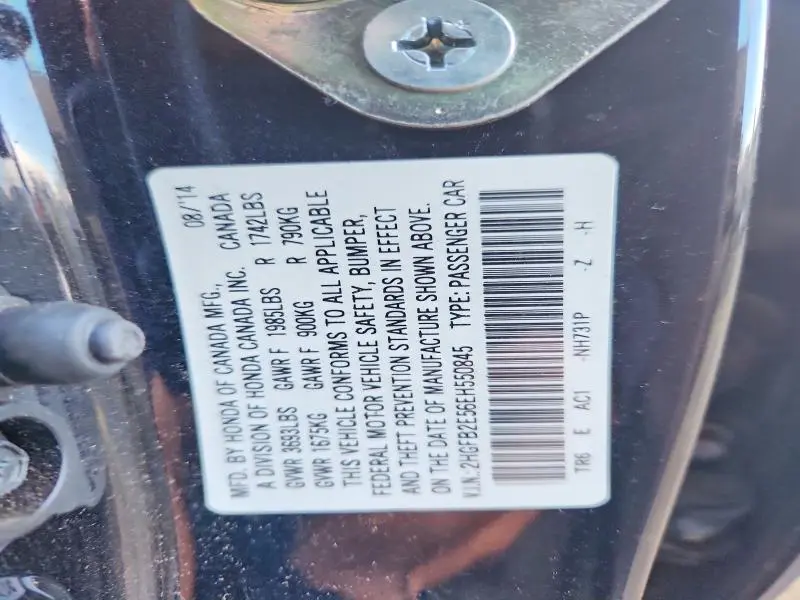 MFD. BY HONDA OF CANADA MFG., 08/'14
A DIVISION OF HONDA CANADA INC. CANADA
GVWR 3693LBS GAWR F 1985LBS R 1742LBS
GVWR 1675KG GAWR F 900KG R 790KG
THIS VEHICLE CONFORMS TO ALL APPLICABLE
FEDERAL MOTOR VEHICLE SAFETY, BUMPER,
AND THEFT PREVENTION STANDARDS IN EFFECT
ON THE DATE OF MANUFACTURE SHOWN ABOVE.
V.I.N.:2HGFB2E56EH550845 TYPE: PASSENGER CAR
TR6 E AC1 -NH731P -Z -H